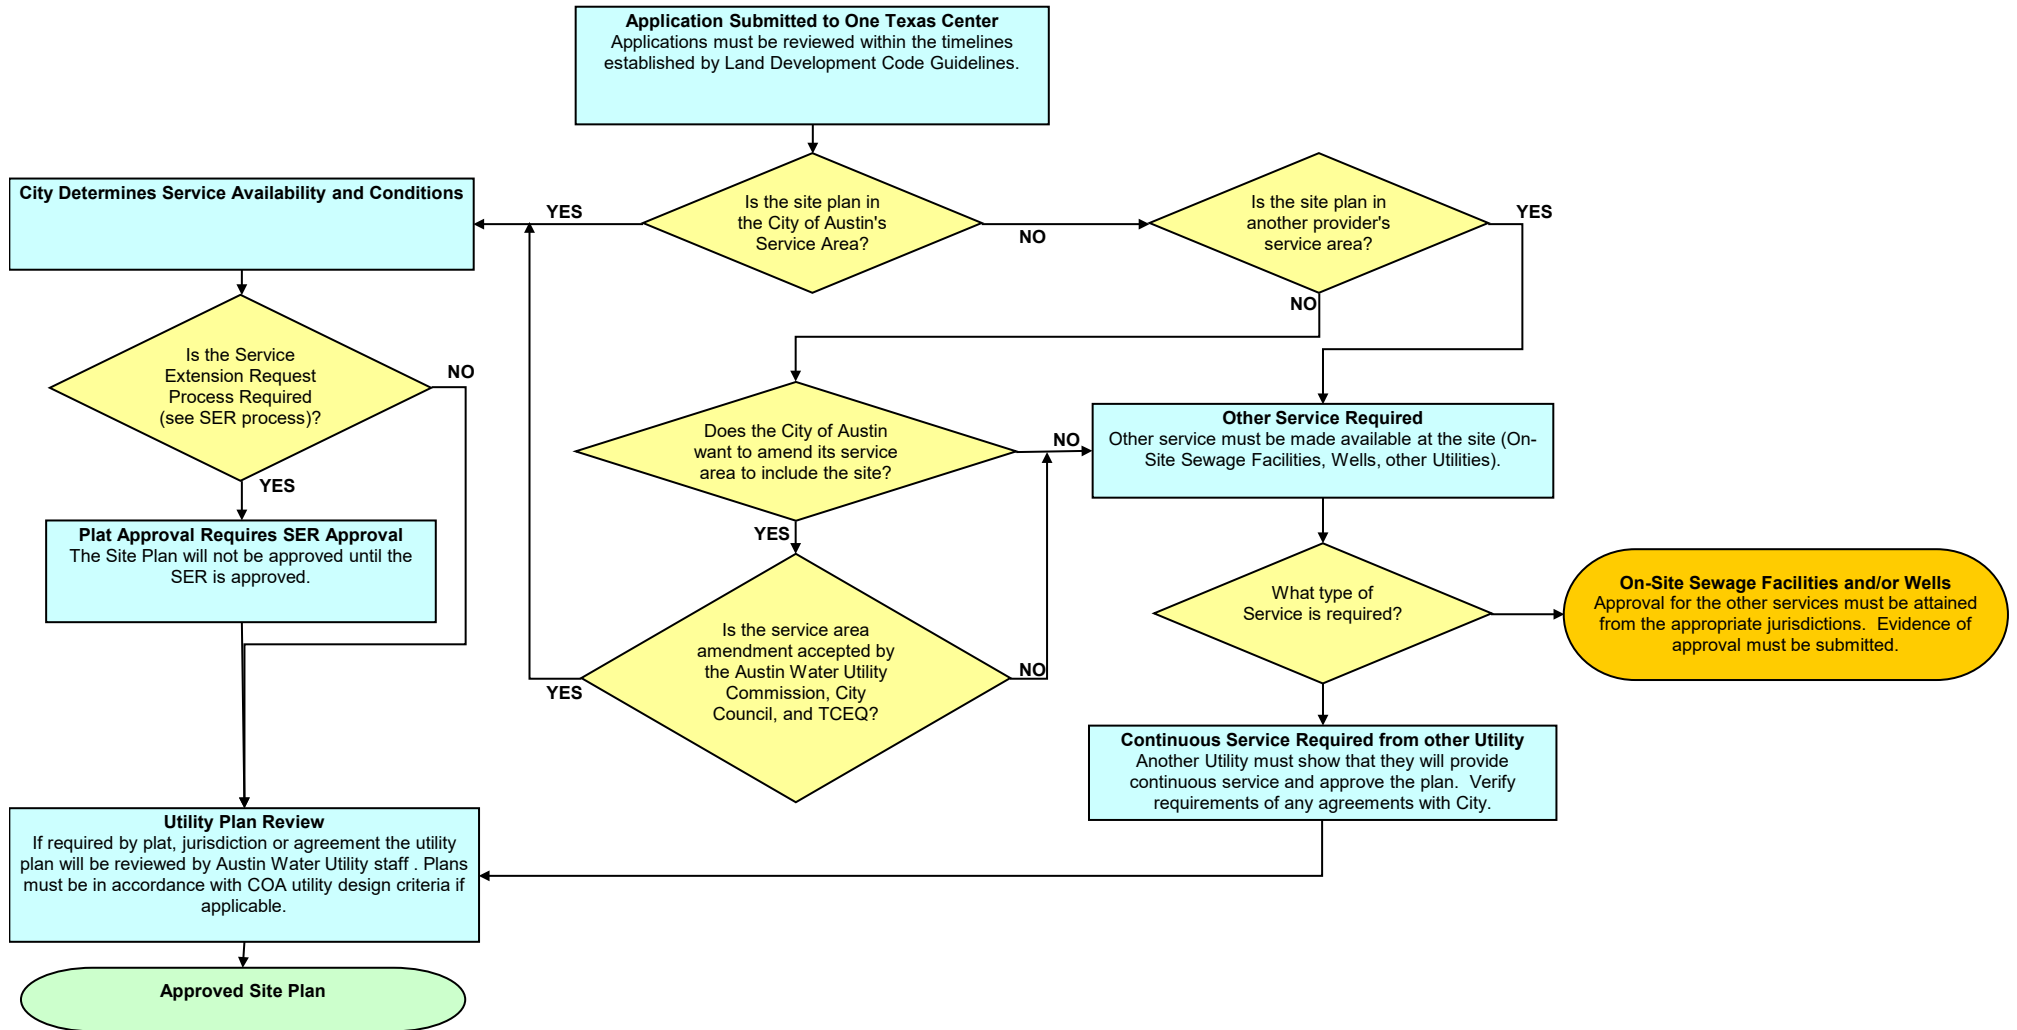 Application Submitted to One Texas Center
Applications must be reviewed within the timelines
established by Land Development Code Guidelines.
Is the site plan in
the City of Austin's
Service Area?
YES
NO
Is the site plan in
another provider's
service area?
YES
NO
City Determines Service Availability and Conditions
Is the Service
Extension Request
Process Required
(see SER process)?
NO
YES
Plat Approval Requires SER Approval
The Site Plan will not be approved until the
SER is approved.
Does the City of Austin
want to amend its service
area to include the site?
NO
YES
Is the service area
amendment accepted by
the Austin Water Utility
Commission, City
Council, and TCEQ?
YES
NO
Other Service Required
Other service must be made available at the site (On-
Site Sewage Facilities, Wells, other Utilities).
What type of
Service is required?
On-Site Sewage Facilities and/or Wells
Approval for the other services must be attained
from the appropriate jurisdictions.  Evidence of
approval must be submitted.
Continuous Service Required from other Utility
Another Utility must show that they will provide
continuous service and approve the plan.  Verify
requirements of any agreements with City.
Utility Plan Review
If required by plat, jurisdiction or agreement the utility
plan will be reviewed by Austin Water Utility staff . Plans
must be in accordance with COA utility design criteria if
applicable.
Approved Site Plan